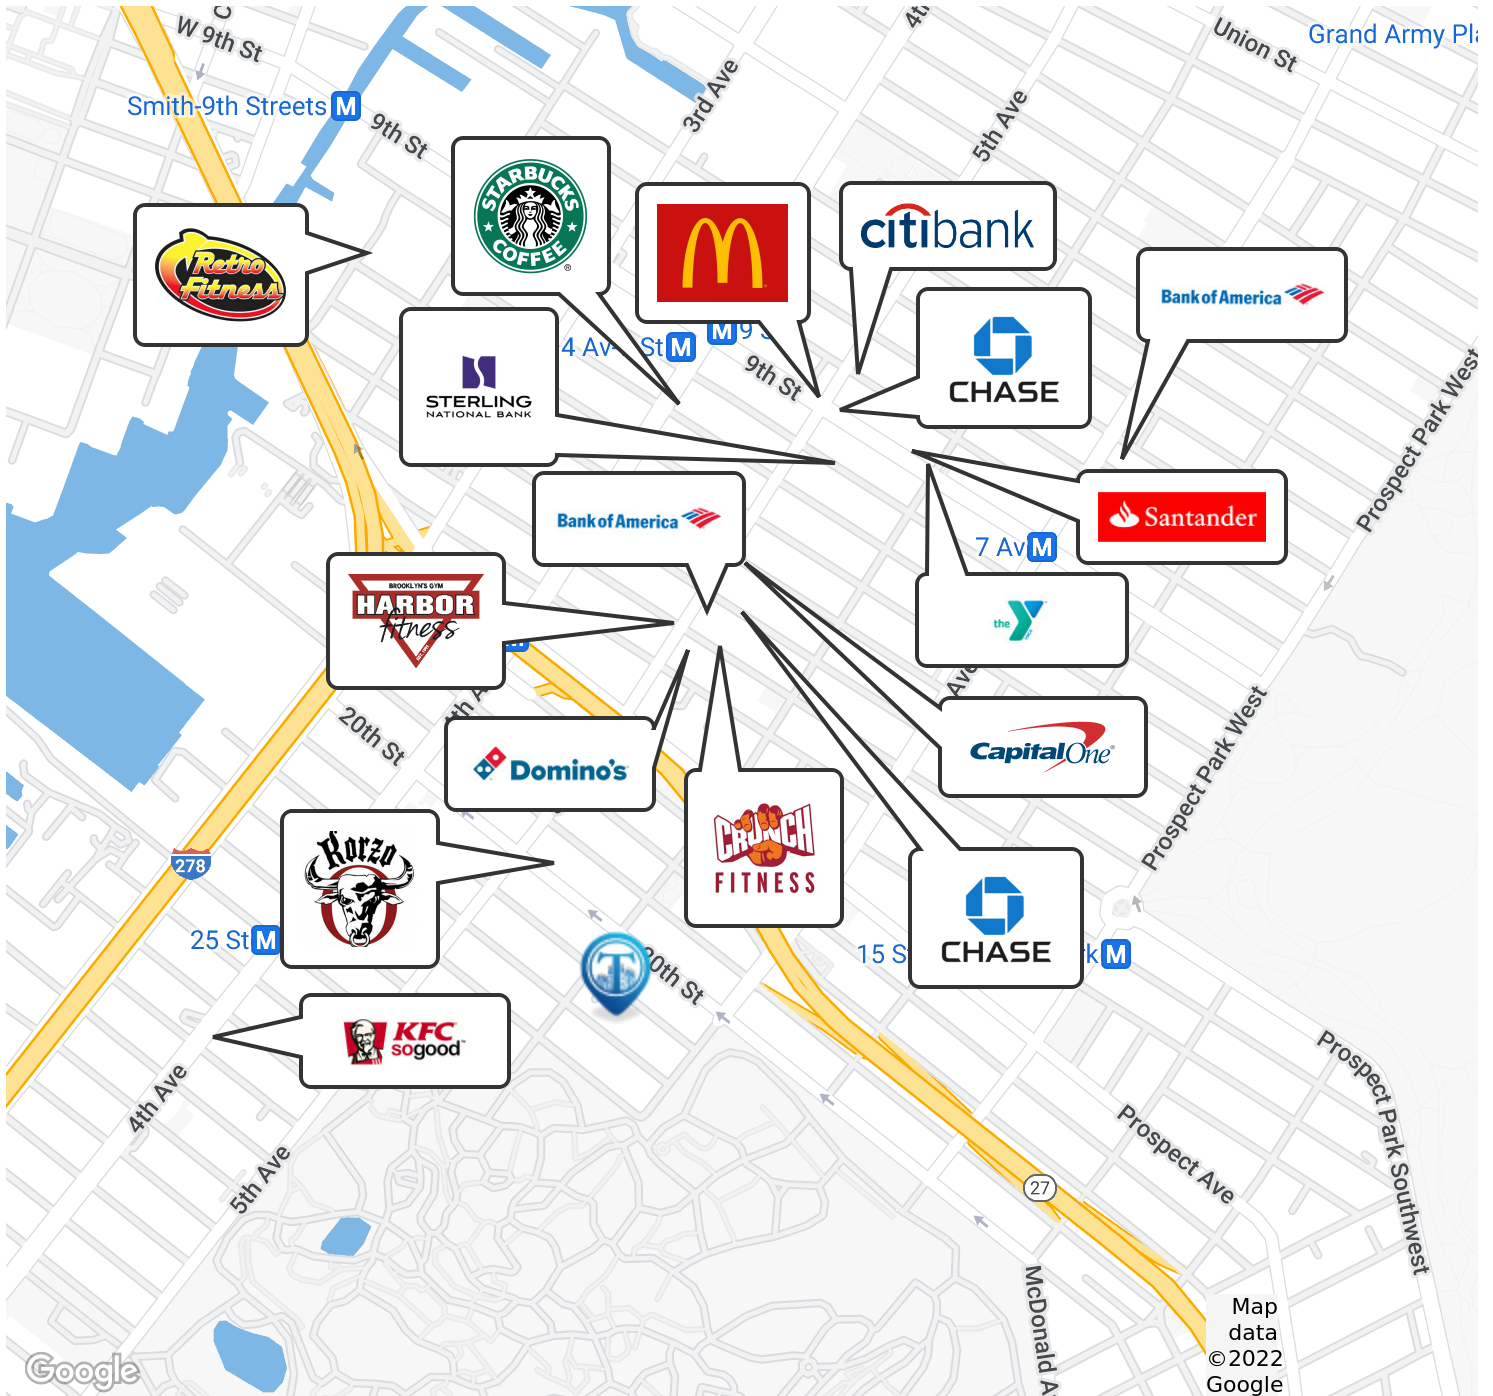 W 9th St
C
4th
Union St
Grand Army Pla
3rd Ave
Smith-9th Streets M
9th St
5th Ave
STARBUCKS
COFFEE
®
M
citibank
Retro
Fitness
Bank of America
4 Av- St M
M 9 S
9th St
CHASE
STERLING
NATIONAL BANK
Prospect Park West
Santander
Bank of America
7 Av M
BROOKLYN'S GYM
HARBOR
fitness
the Y
Ave
20th St
Domino's
Capital One
Prospect Park West
CRUNCH
FITNESS
Korzo
278
CHASE
25 St M
15 S
k M
T
20th St
KFC
so good
Prospect Park Southwest
4th Ave
Prospect Ave
5th Ave
27
McDonald A
Map
data
©2022
Google
Google